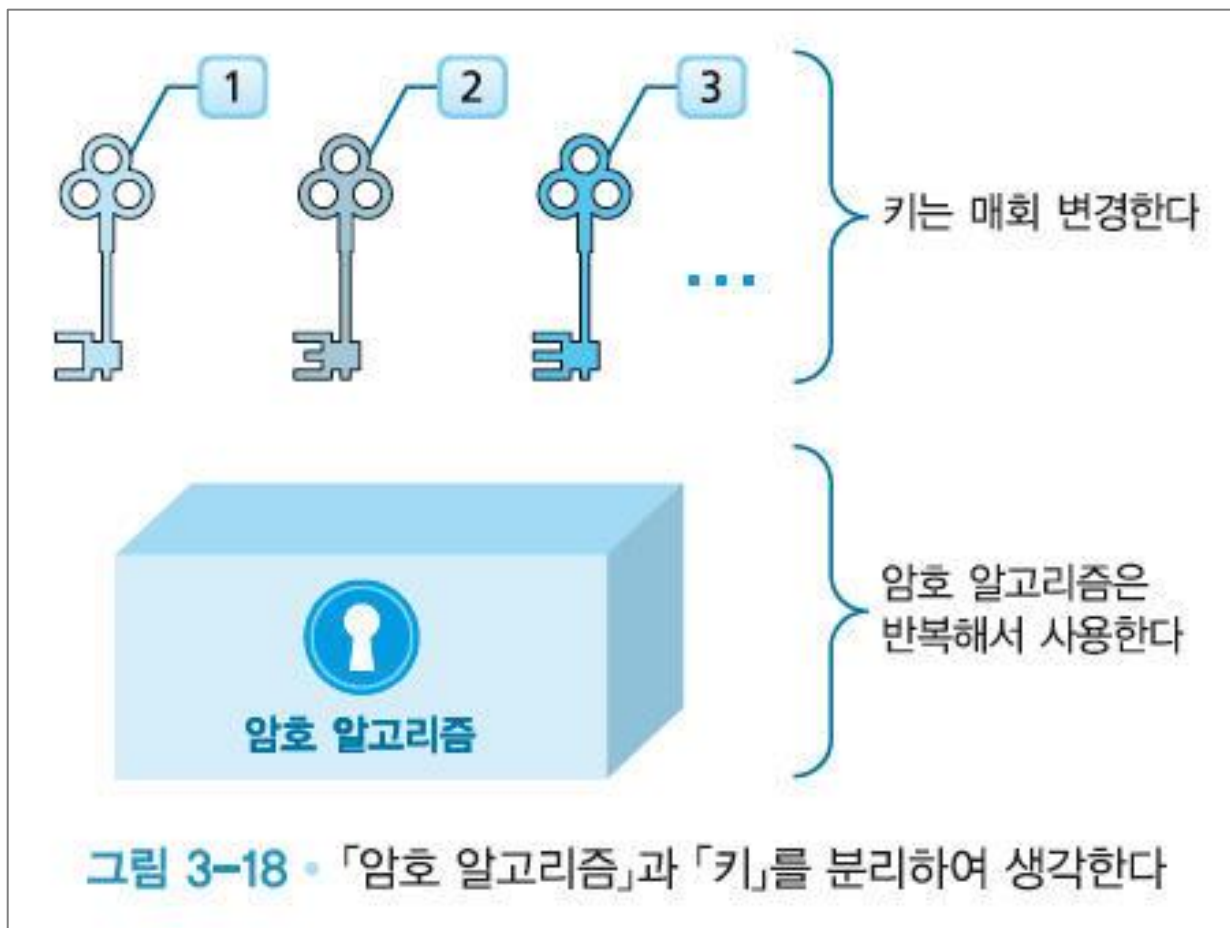 1
2
3
키는 매회 변경한다
암호 알고리즘은
반복해서 사용한다
암호 알고리즘
그림 3-18 • 「암호 알고리즘」과 「키」를 분리하여 생각한다